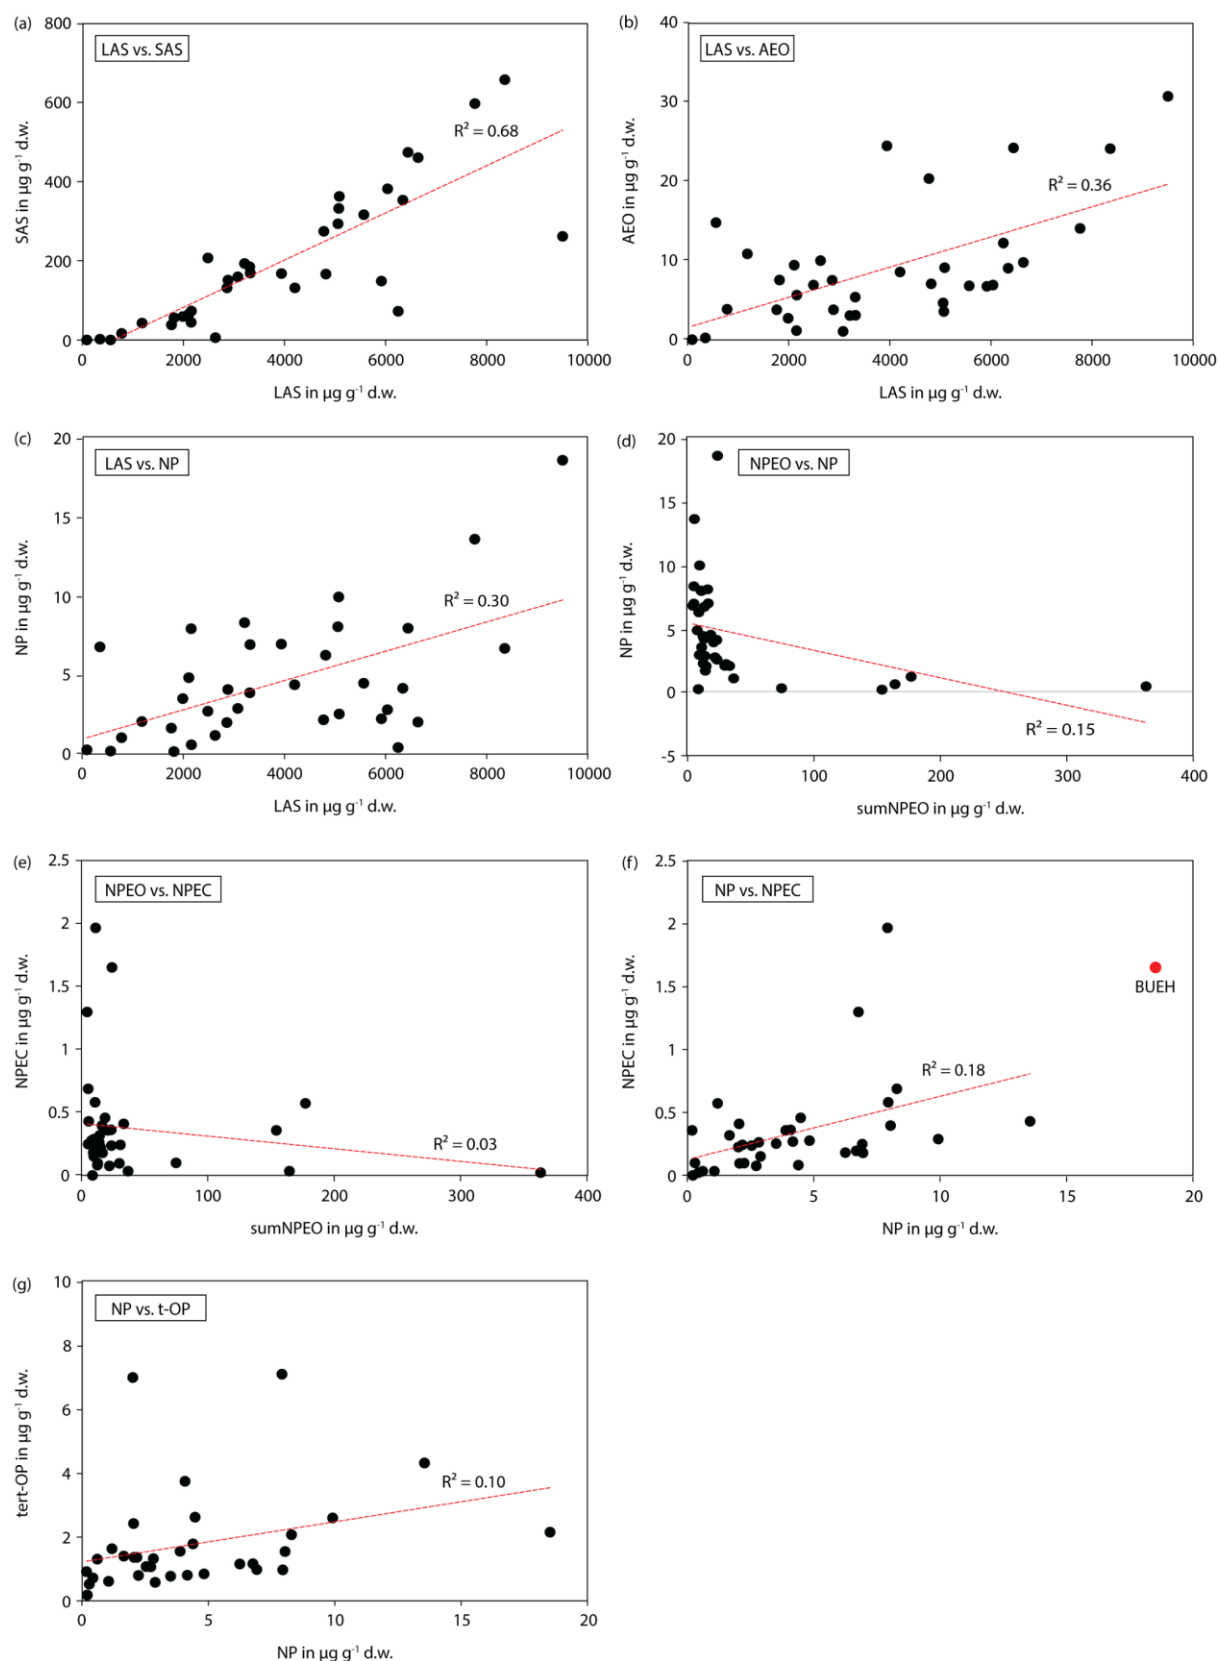 (a)
LAS vs. SAS
800
600
400
200
0
SAS in µg g⁻¹ d.w.
R² = 0.68
0 2000 4000 6000 8000 10000
LAS in µg g⁻¹ d.w.
(b)
LAS vs. AEO
40
30
20
10
0
AEO in µg g⁻¹ d.w.
R² = 0.36
0 2000 4000 6000 8000 10000
LAS in µg g⁻¹ d.w.
(c)
LAS vs. NP
20
15
10
5
0
NP in µg g⁻¹ d.w.
R² = 0.30
0 2000 4000 6000 8000 10000
LAS in µg g⁻¹ d.w.
(d)
NPEO vs. NP
20
15
10
5
0
-5
NP in µg g⁻¹ d.w.
R² = 0.15
0 100 200 300 400
sumNPEO in µg g⁻¹ d.w.
(e)
NPEO vs. NPEC
2.5
2
1.5
1
0.5
0
NPEC in µg g⁻¹ d.w.
R² = 0.03
0 100 200 300 400
sumNPEO in µg g⁻¹ d.w.
(f)
NP vs. NPEC
2.5
2
1.5
1
0.5
0
NPEC in µg g⁻¹ d.w.
BUEH
R² = 0.18
0 5 10 15 20
NP in µg g⁻¹ d.w.
(g)
NP vs. t-OP
10
8
6
4
2
0
tert-OP in µg g⁻¹ d.w.
R² = 0.10
0 5 10 15 20
NP in µg g⁻¹ d.w.